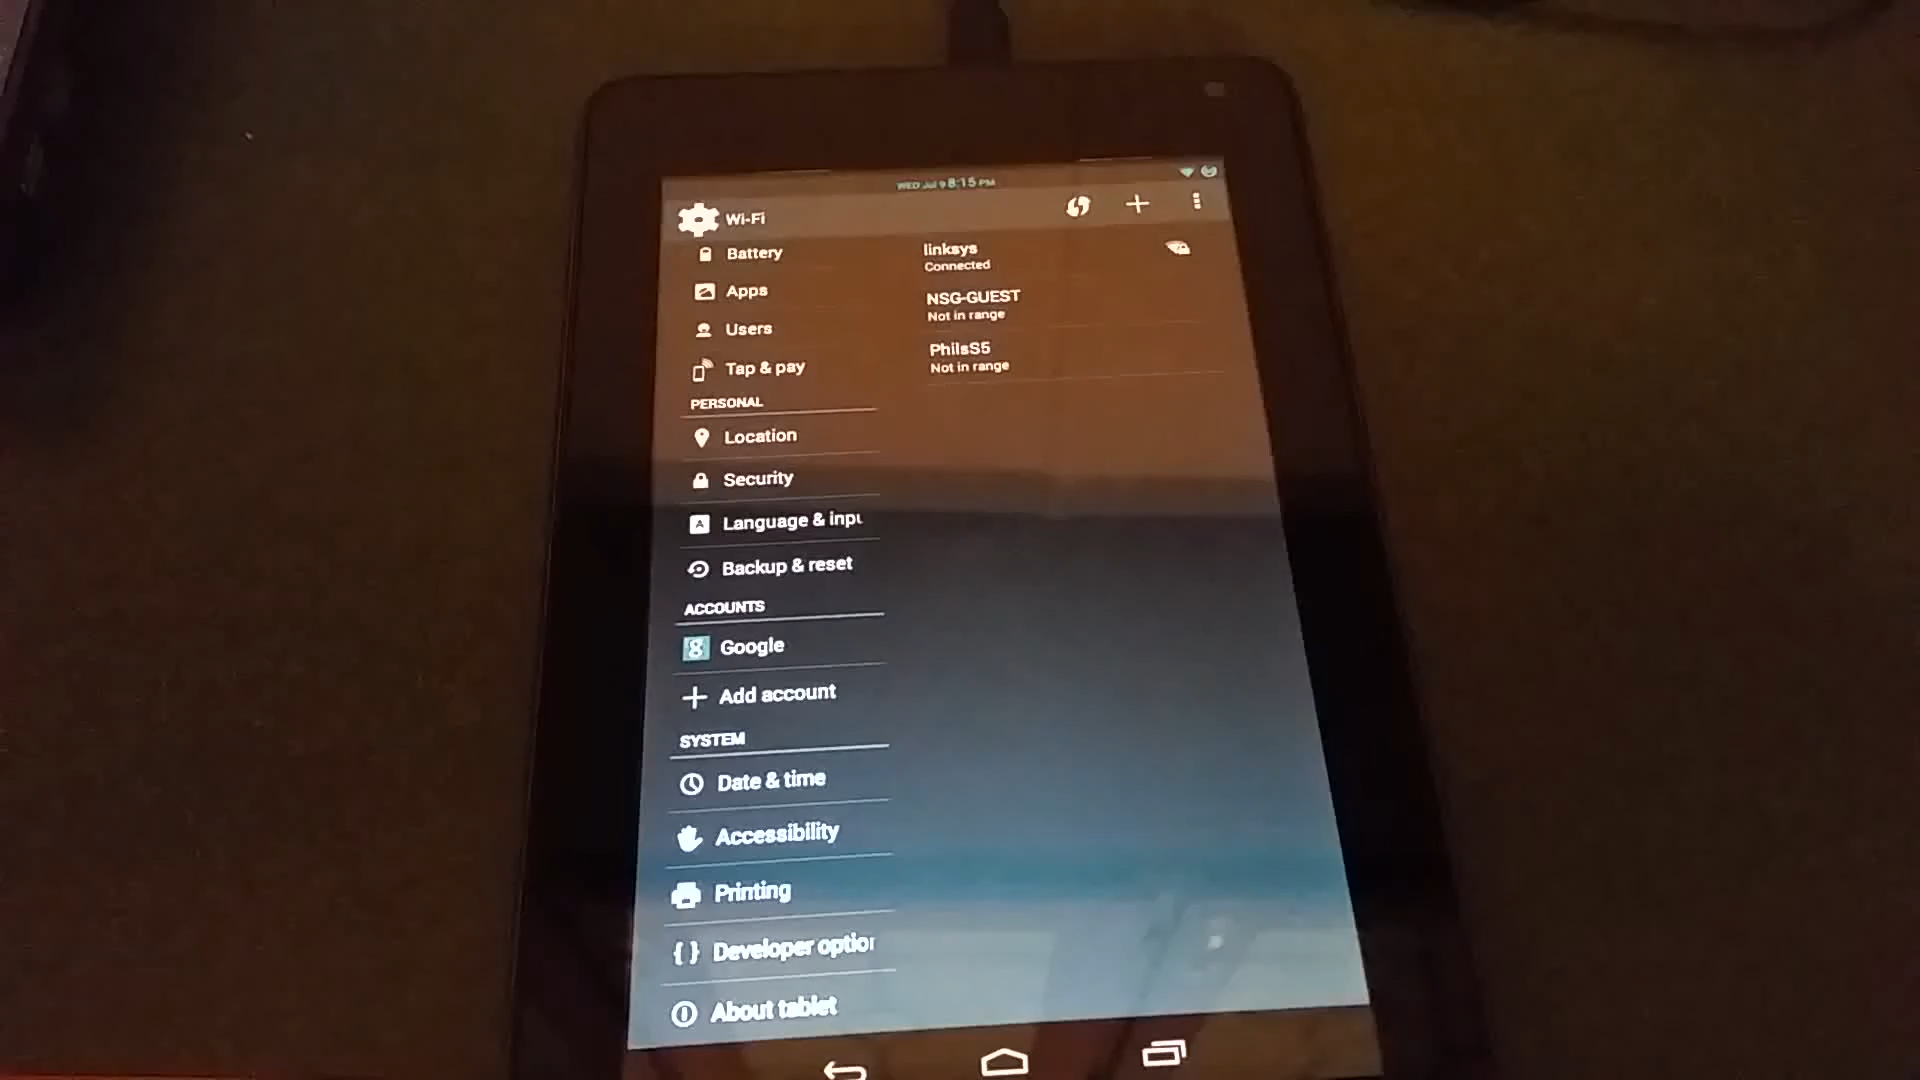 WED Jul 9 8:15 PM
Wi-Fi
Battery
Apps
Users
Tap & pay
PERSONAL
Location
Security
Language & inpu
Backup & reset
ACCOUNTS
Google
Add account
SYSTEM
Date & time
Accessibility
Printing
Developer option
About tablet
linksys
Connected
NSG-GUEST
Not in range
PhilsS5
Not in range